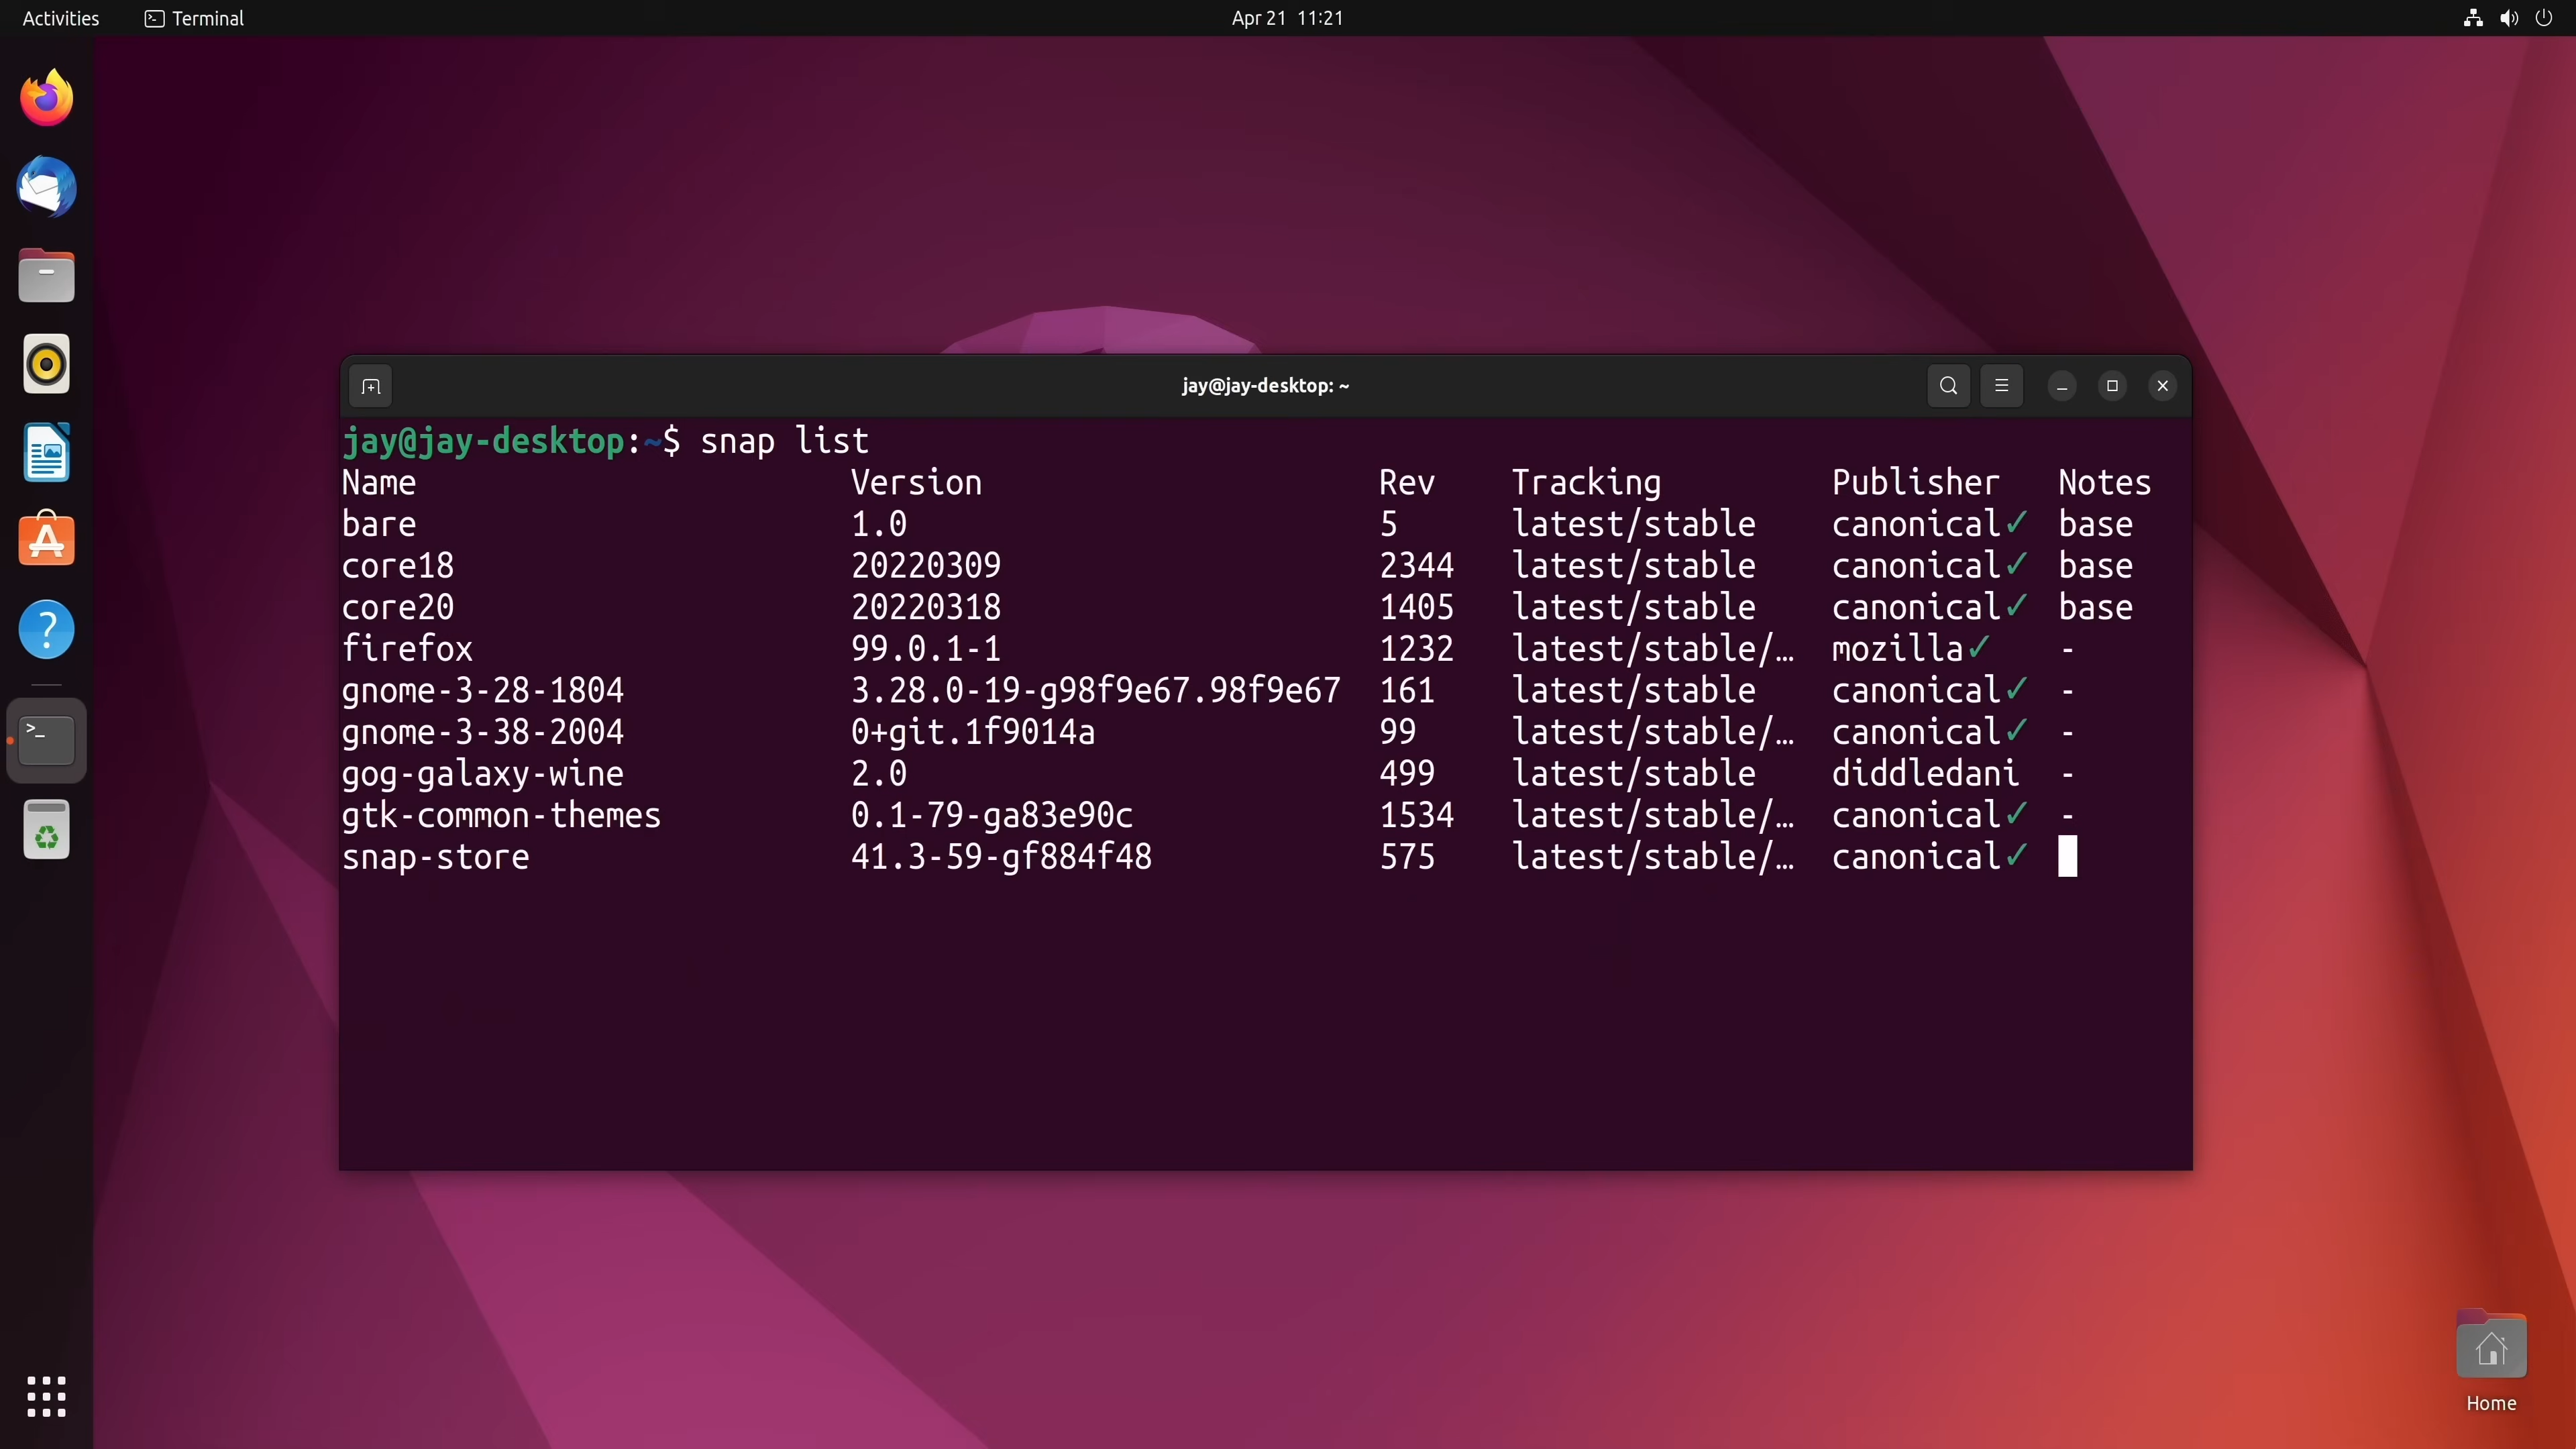 Activities Terminal Apr 21 11:21
jay@jay-desktop: ~
jay@jay-desktop:~$ snap list
Name Version Rev Tracking Publisher Notes
bare 1.0 5 latest/stable canonical✓ base
core18 20220309 2344 latest/stable canonical✓ base
core20 20220318 1405 latest/stable canonical✓ base
firefox 99.0.1-1 1232 latest/stable/… mozilla✓ -
gnome-3-28-1804 3.28.0-19-g98f9e67.98f9e67 161 latest/stable canonical✓ -
gnome-3-38-2004 0+git.1f9014a 99 latest/stable/… canonical✓ -
gog-galaxy-wine 2.0 499 latest/stable diddledani -
gtk-common-themes 0.1-79-ga83e90c 1534 latest/stable/… canonical✓ -
snap-store 41.3-59-gf884f48 575 latest/stable/… canonical✓
Home